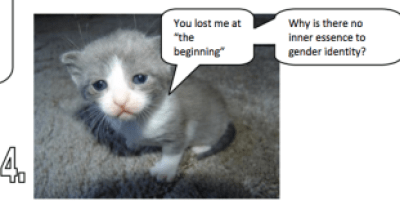 You lost me at
“the
beginning”
Why is there no
inner essence to
gender identity?
4.